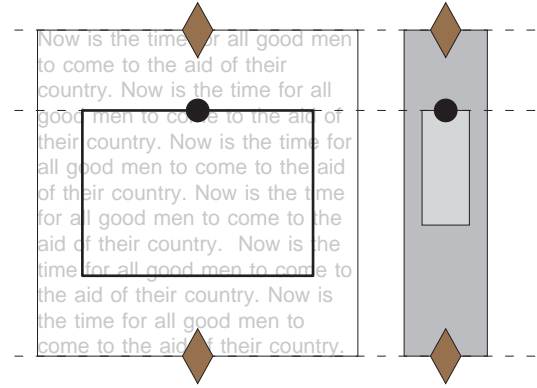 Now is the time for all good men
to come to the aid of their
country. Now is the time for all
good men to come to the aid of
their country. Now is the time for
all good men to come to the aid
of their country. Now is the time
for all good men to come to the
aid of their country.  Now is the
time for all good men to come to
the aid of their country. Now is
the time for all good men to
come to the aid of their country.